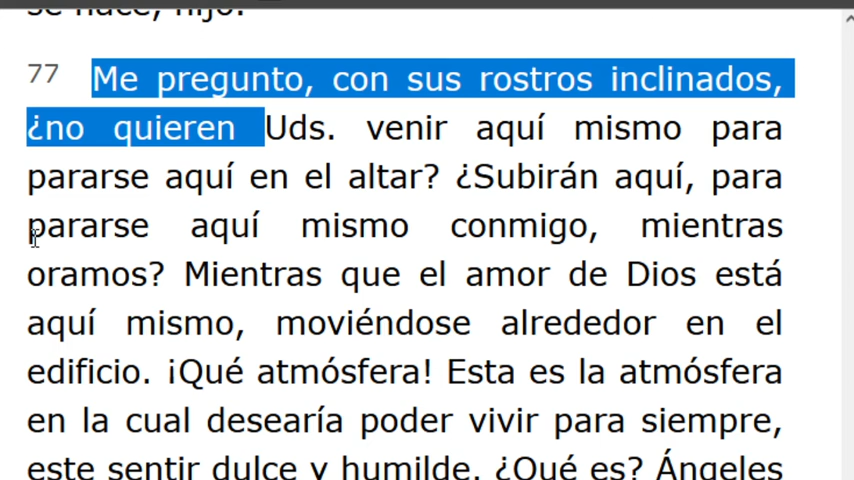 se hace, hijo.
77 Me pregunto, con sus rostros inclinados,
¿no quieren Uds. venir aquí mismo para
pararse aquí en el altar? ¿Subirán aquí, para
pararse aquí mismo conmigo, mientras
oramos? Mientras que el amor de Dios está
aquí mismo, moviéndose alrededor en el
edificio. ¡Qué atmósfera! Esta es la atmósfera
en la cual desearía poder vivir para siempre,
este sentir dulce y humilde. ¿Qué es? Ángeles